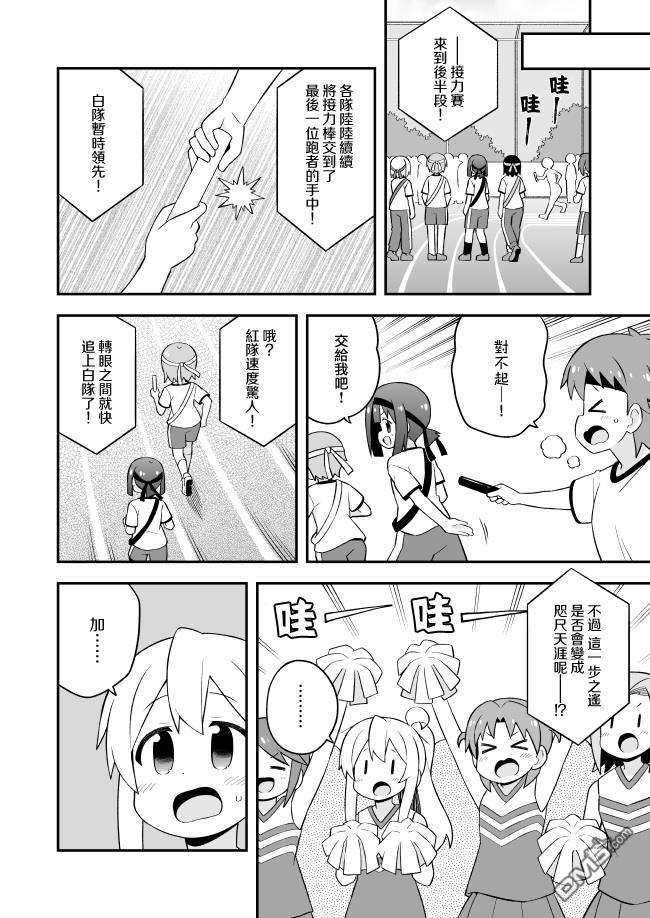 ——接力賽
來到後半段！
哇
哇
各隊陸陸續續
將接力棒交到了
最後一位跑者的手中！
白隊暫時領先！
對不起—！
交給我吧！
哦？
紅隊速度驚人！
轉眼之間就快
追上白隊了！
不過 這一步之遙
是否會變成
咫尺天涯呢——!?
哇
哇
………
加
……
DM5.COM